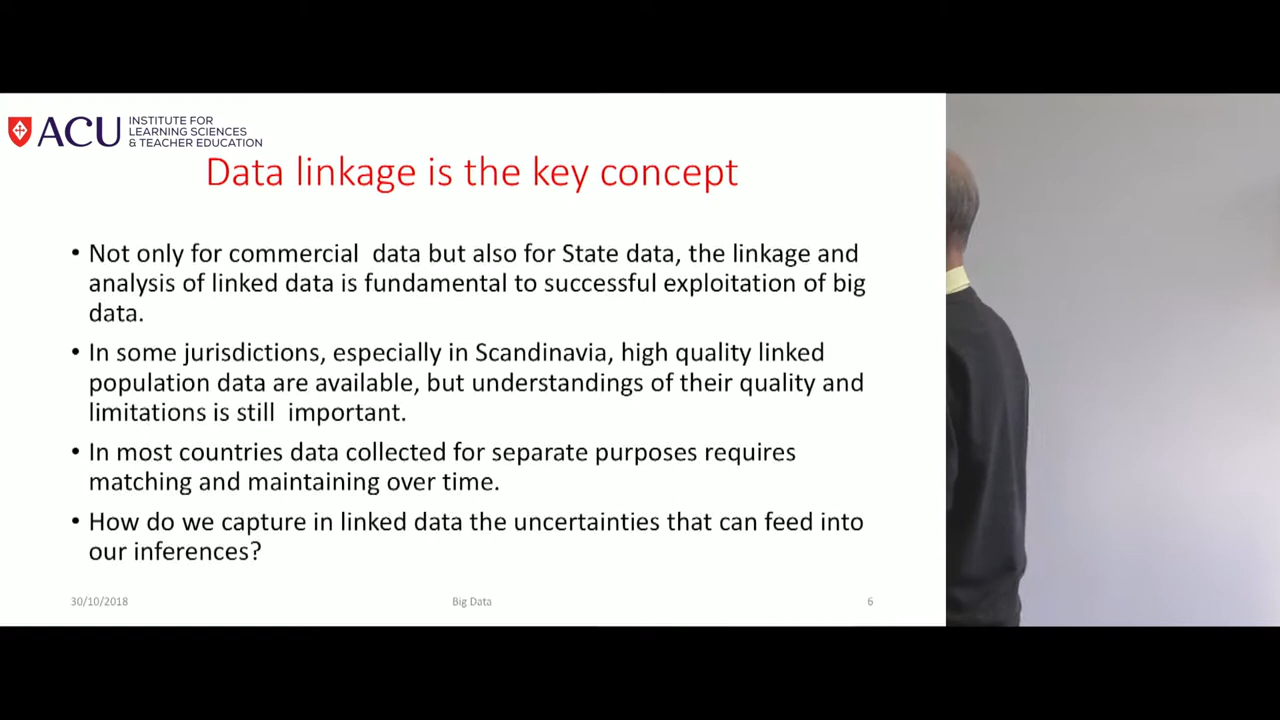 ACU
INSTITUTE FOR
LEARNING SCIENCES
& TEACHER EDUCATION
Data linkage is the key concept
• Not only for commercial  data but also for State data, the linkage and
analysis of linked data is fundamental to successful exploitation of big
data.
• In some jurisdictions, especially in Scandinavia, high quality linked
population data are available, but understandings of their quality and
limitations is still  important.
• In most countries data collected for separate purposes requires
matching and maintaining over time.
• How do we capture in linked data the uncertainties that can feed into
our inferences?
30/10/2018
Big Data
6